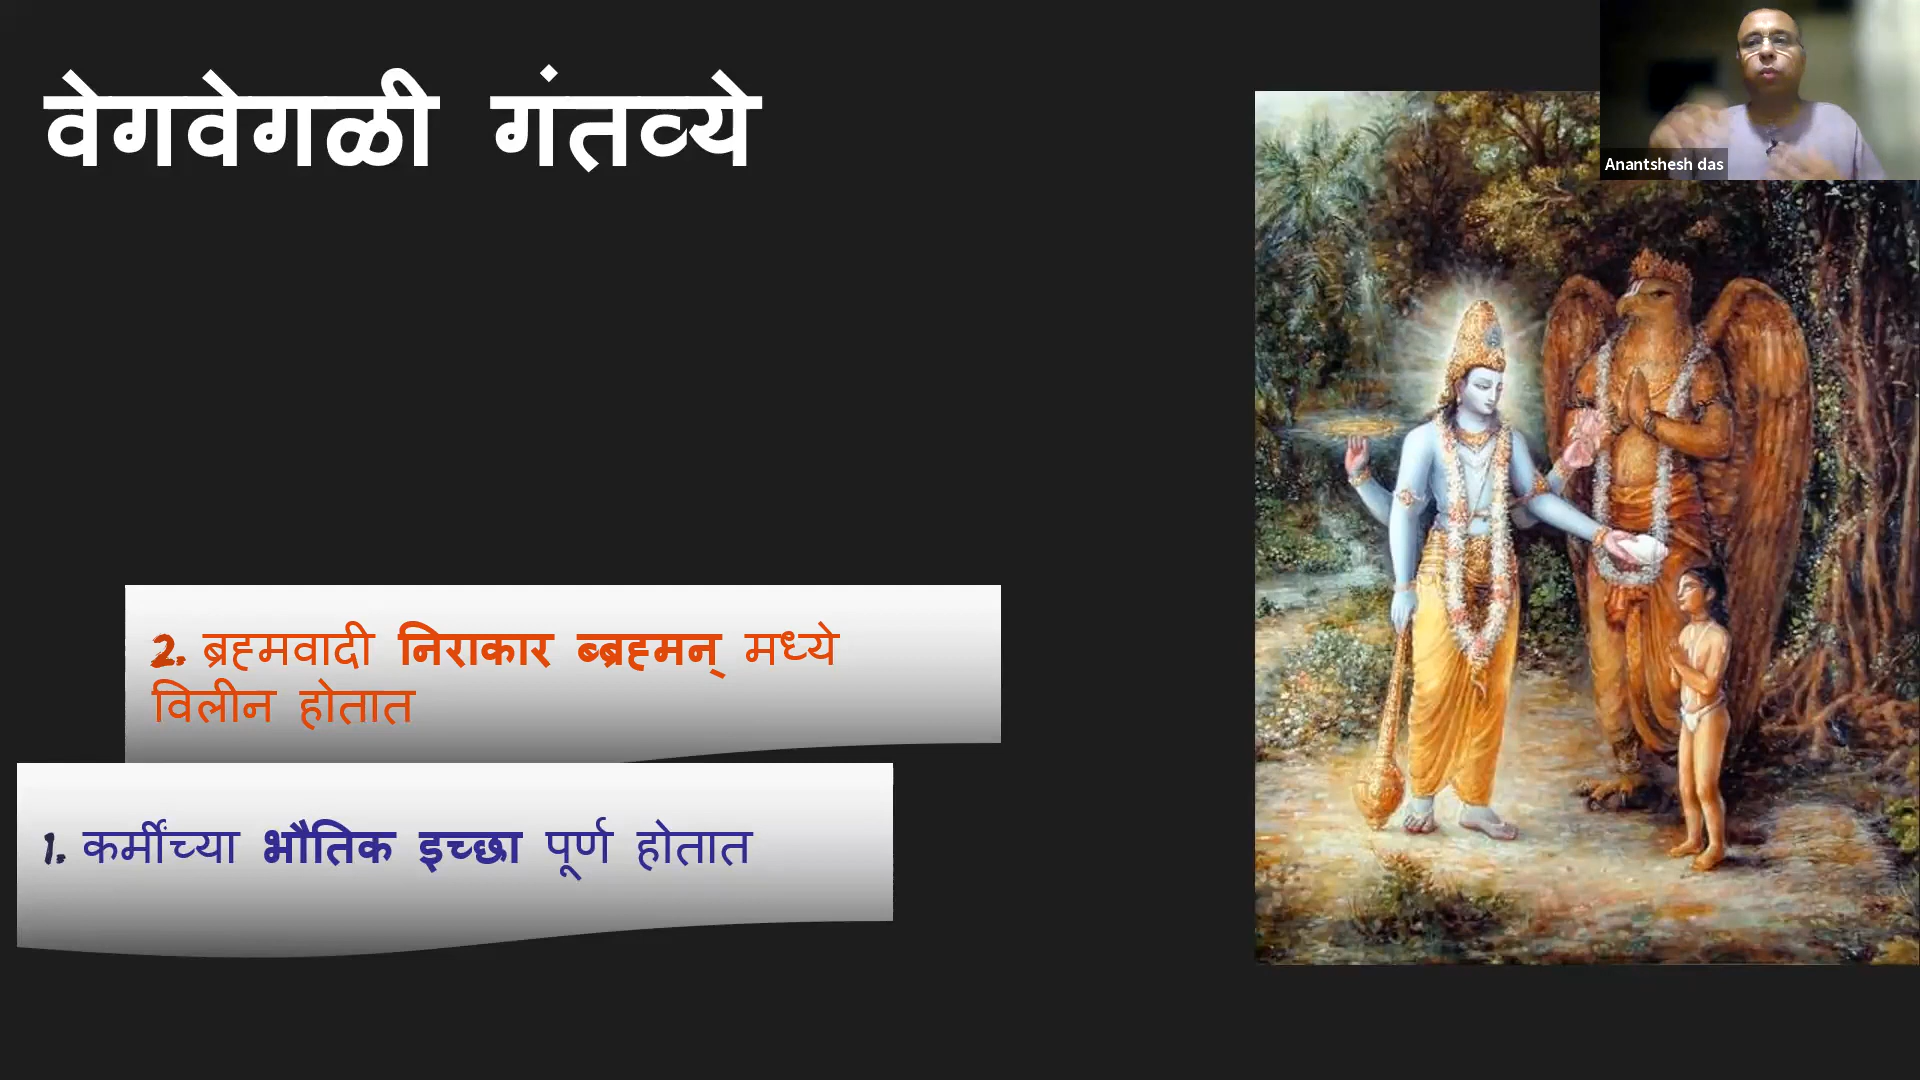 वेगवेगळी गंतव्ये
Anantshesh das
2. ब्रह्मवादी निराकार ब्ब्रह्मन् मध्ये
विलीन होतात
1. कर्मींच्या भौतिक इच्छा पूर्ण होतात